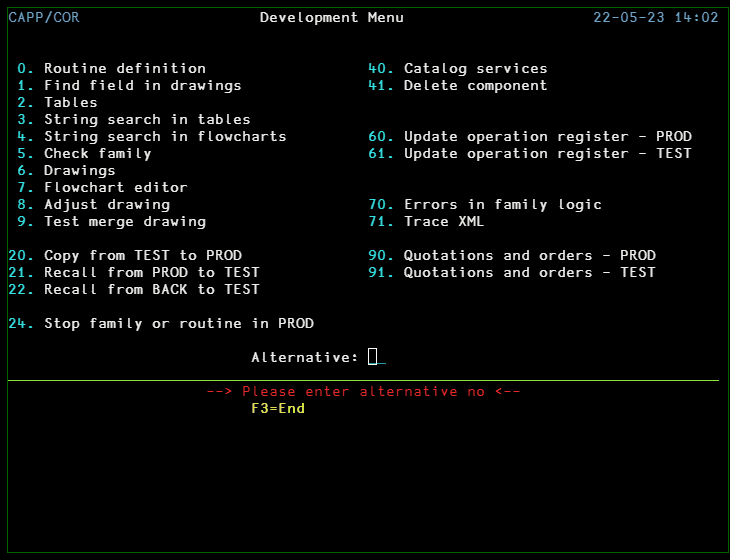 CAPP/COR Development Menu 22-05-23 14:02
0. Routine definition 40. Catalog services
1. Find field in drawings 41. Delete component
2. Tables
3. String search in tables
4. String search in flowcharts 60. Update operation register - PROD
5. Check family 61. Update operation register - TEST
6. Drawings
7. Flowchart editor
8. Adjust drawing 70. Errors in family logic
9. Test merge drawing 71. Trace XML
20. Copy from TEST to PROD 90. Quotations and orders - PROD
21. Recall from PROD to TEST 91. Quotations and orders - TEST
22. Recall from BACK to TEST
24. Stop family or routine in PROD
Alternative: _
--> Please enter alternative no <--
F3=End